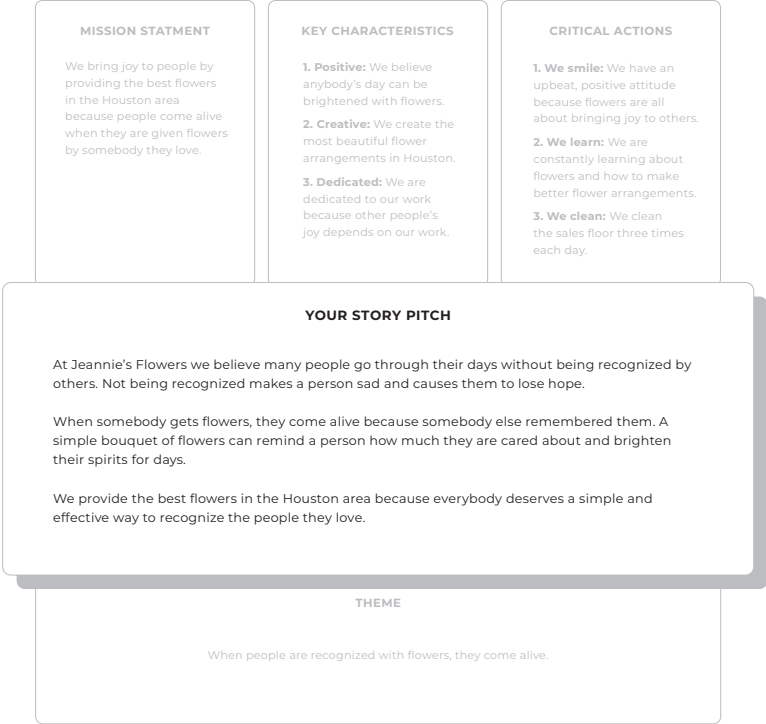 MISSION STATMENT
We bring joy to people by
providing the best flowers
in the Houston area
because people come alive
when they are given flowers
by somebody they love.
KEY CHARACTERISTICS
1. Positive: We believe
anybody’s day can be
brightened with flowers.
2. Creative: We create the
most beautiful flower
arrangements in Houston.
3. Dedicated: We are
dedicated to our work
because other people’s
joy depends on our work.
CRITICAL ACTIONS
1. We smile: We have an
upbeat, positive attitude
because flowers are all
about bringing joy to others.
2. We learn: We are
constantly learning about
flowers and how to make
better flower arrangements.
3. We clean: We clean
the sales floor three times
each day.
YOUR STORY PITCH
At Jeannie’s Flowers we believe many people go through their days without being recognized by
others. Not being recognized makes a person sad and causes them to lose hope.
When somebody gets flowers, they come alive because somebody else remembered them. A
simple bouquet of flowers can remind a person how much they are cared about and brighten
their spirits for days.
We provide the best flowers in the Houston area because everybody deserves a simple and
effective way to recognize the people they love.
THEME
When people are recognized with flowers, they come alive.